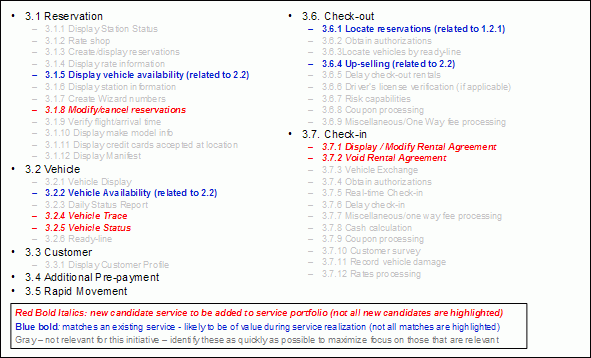 • 3.1 Reservation
– 3.1.1 Display Station Status
– 3.1.2 Rate shop
– 3.1.3 Create/display reservations
– 3.1.4 Display rate information
– 3.1.5 Display vehicle availability (related to 2.2)
– 3.1.6 Display station information
– 3.1.7 Create Wizard numbers
– 3.1.8 Modify/cancel reservations
– 3.1.9 Verify flight/arrival time
– 3.1.10 Display make model info
– 3.1.11 Display credit cards accepted at location
– 3.1.12 Display Manifest
• 3.2 Vehicle
– 3.2.1 Vehicle Display
– 3.2.2 Vehicle Availability (related to 2.2)
– 3.2.3 Daily Status Report
– 3.2.4 Vehicle Trace
– 3.2.5 Vehicle Status
– 3.2.6 Ready-line
• 3.3 Customer
– 3.3.1 Display Customer Profile
• 3.4 Additional Pre-payment
• 3.5 Rapid Movement
• 3.6. Check-out
– 3.6.1 Locate reservations (related to 1.2.1)
– 3.6.2 Obtain authorizations
– 3.6.3Locate vehicles by ready-line
– 3.6.4 Up-selling (related to 2.2)
– 3.6.5 Delay check-out rentals
– 3.6.6 Driver's license verification (if applicable)
– 3.6.7 Risk capabilities
– 3.6.8 Coupon processing
– 3.6.9 Miscellaneous/One Way fee processing
• 3.7. Check-in
– 3.7.1 Display / Modify Rental Agreement
– 3.7.2 Void Rental Agreement
– 3.7.3 Vehicle Exchange
– 3.7.4 Obtain authorizations
– 3.7.5 Real-time Check-in
– 3.7.6 Delay check-in
– 3.7.7 Miscellaneous/one way fee processing
– 3.7.8 Cash calculation
– 3.7.9 Coupon processing
– 3.7.10 Customer survey
– 3.7.11 Record vehicle damage
– 3.7.12 Rates processing
Red Bold Italics: new candidate service to be added to service portfolio (not all new candidates are highlighted)
Blue bold: matches an existing service - likely to be of value during service realization (not all matches are highlighted)
Gray – not relevant for this initiative – identify these as quickly as possible to maximize focus on those that are relevant